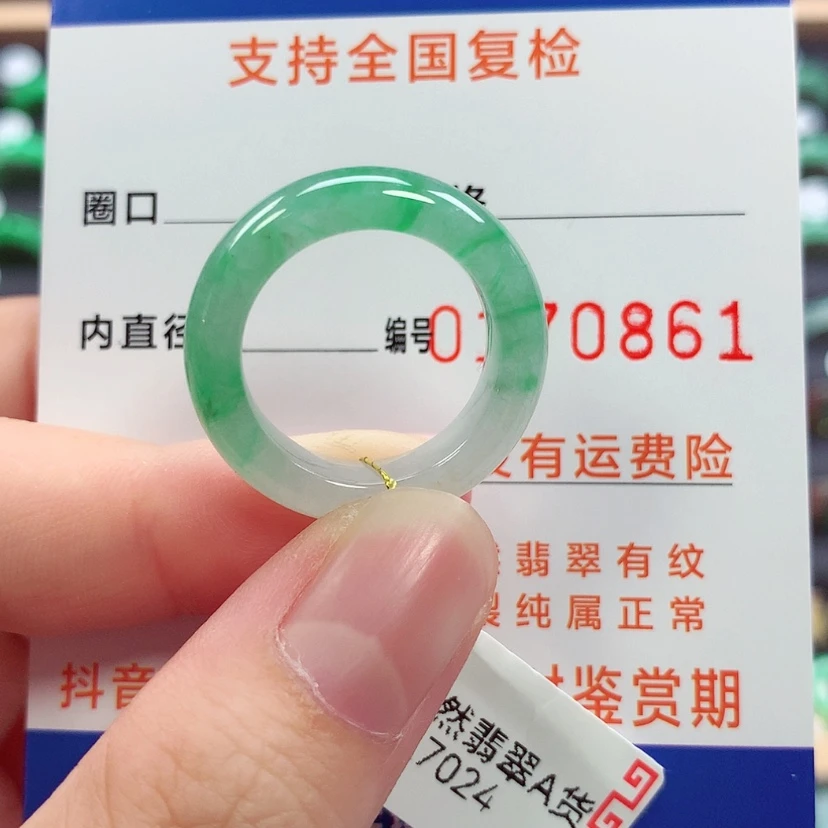 支持全国复检
圈口
内直径 编号 0170861
有运费险
翡翠有纹
纯属正常
抖音 鉴赏期
然翡翠A货
7024